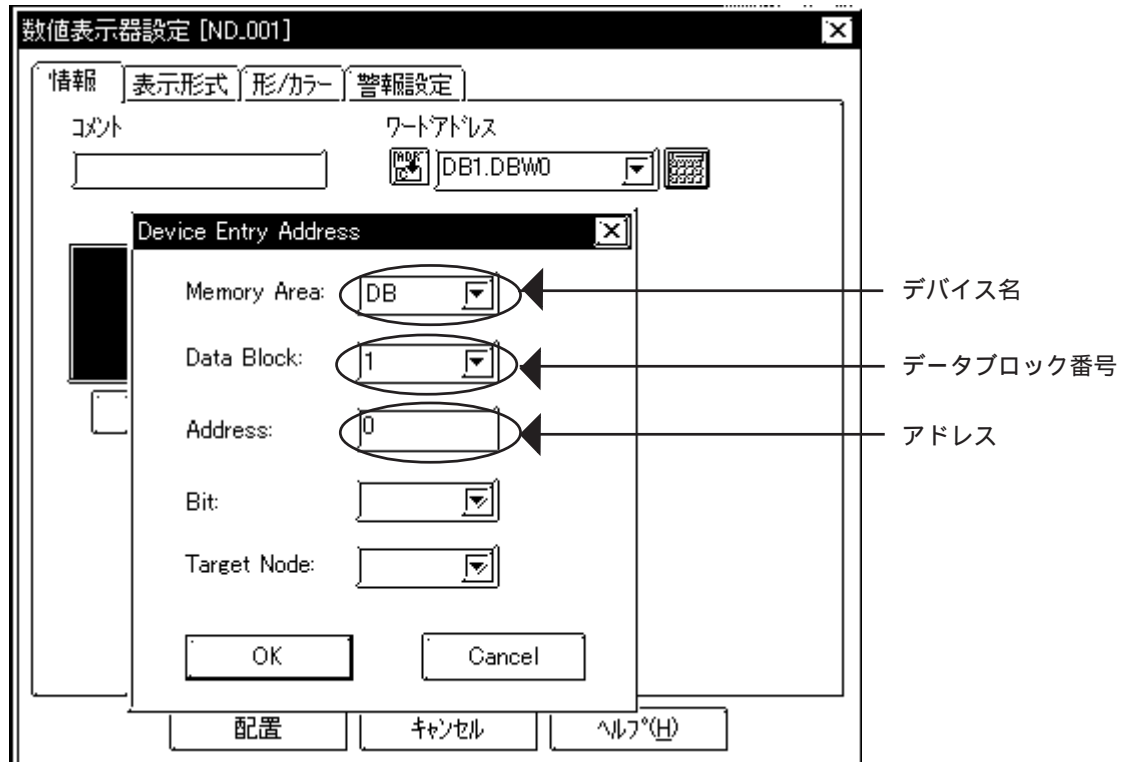 数値表示器設定 [ND_001]
情報 表示形式 形/カラー 警報設定
コメント ワードアドレス
DB1.DBW0
Device Entry Address
Memory Area: DB デバイス名
Data Block: 1 データブロック番号
Address: 0 アドレス
Bit:
Target Node:
OK Cancel
配置 キャンセル ヘルプ(H)